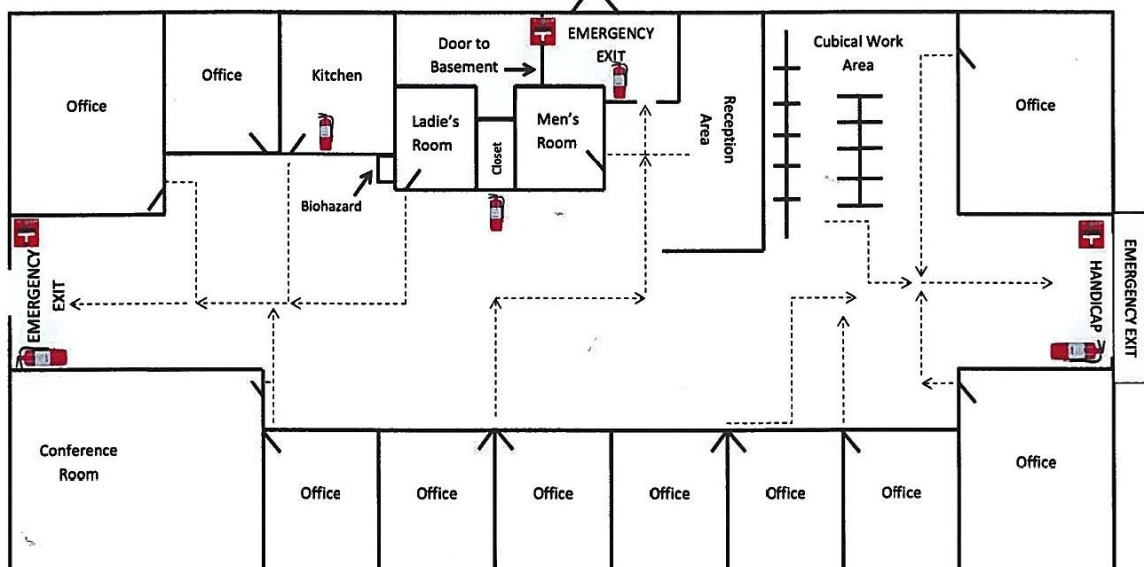 Office
Office
Kitchen
Door to
Basement
EMERGENCY
EXIT
Reception
Area
Cubical Work
Area
Office
Ladie's
Room
Closet
Men's
Room
Biohazard
EMERGENCY
EXIT
HANDICAP
EMERGENCY EXIT
Conference
Room
Office
Office
Office
Office
Office
Office
Office